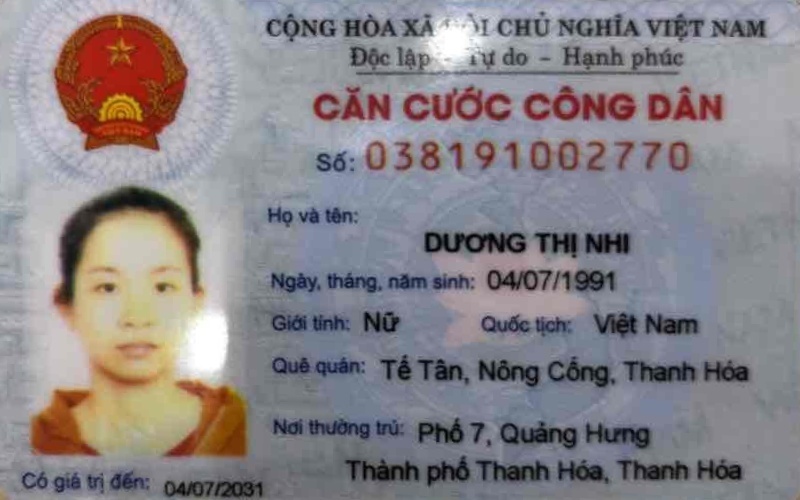 CỘNG HÒA XÃ HỘI CHỦ NGHĨA VIỆT NAM
Độc lập - Tự do - Hạnh phúc
CĂN CƯỚC CÔNG DÂN
Số: 038191002770
Họ và tên:
DƯƠNG THỊ NHI
Ngày, tháng, năm sinh: 04/07/1991
Giới tính: Nữ Quốc tịch: Việt Nam
Quê quán: Tế Tân, Nông Cống, Thanh Hóa
Nơi thường trú: Phố 7, Quảng Hưng
Thành phố Thanh Hóa, Thanh Hóa
Có giá trị đến: 04/07/2031